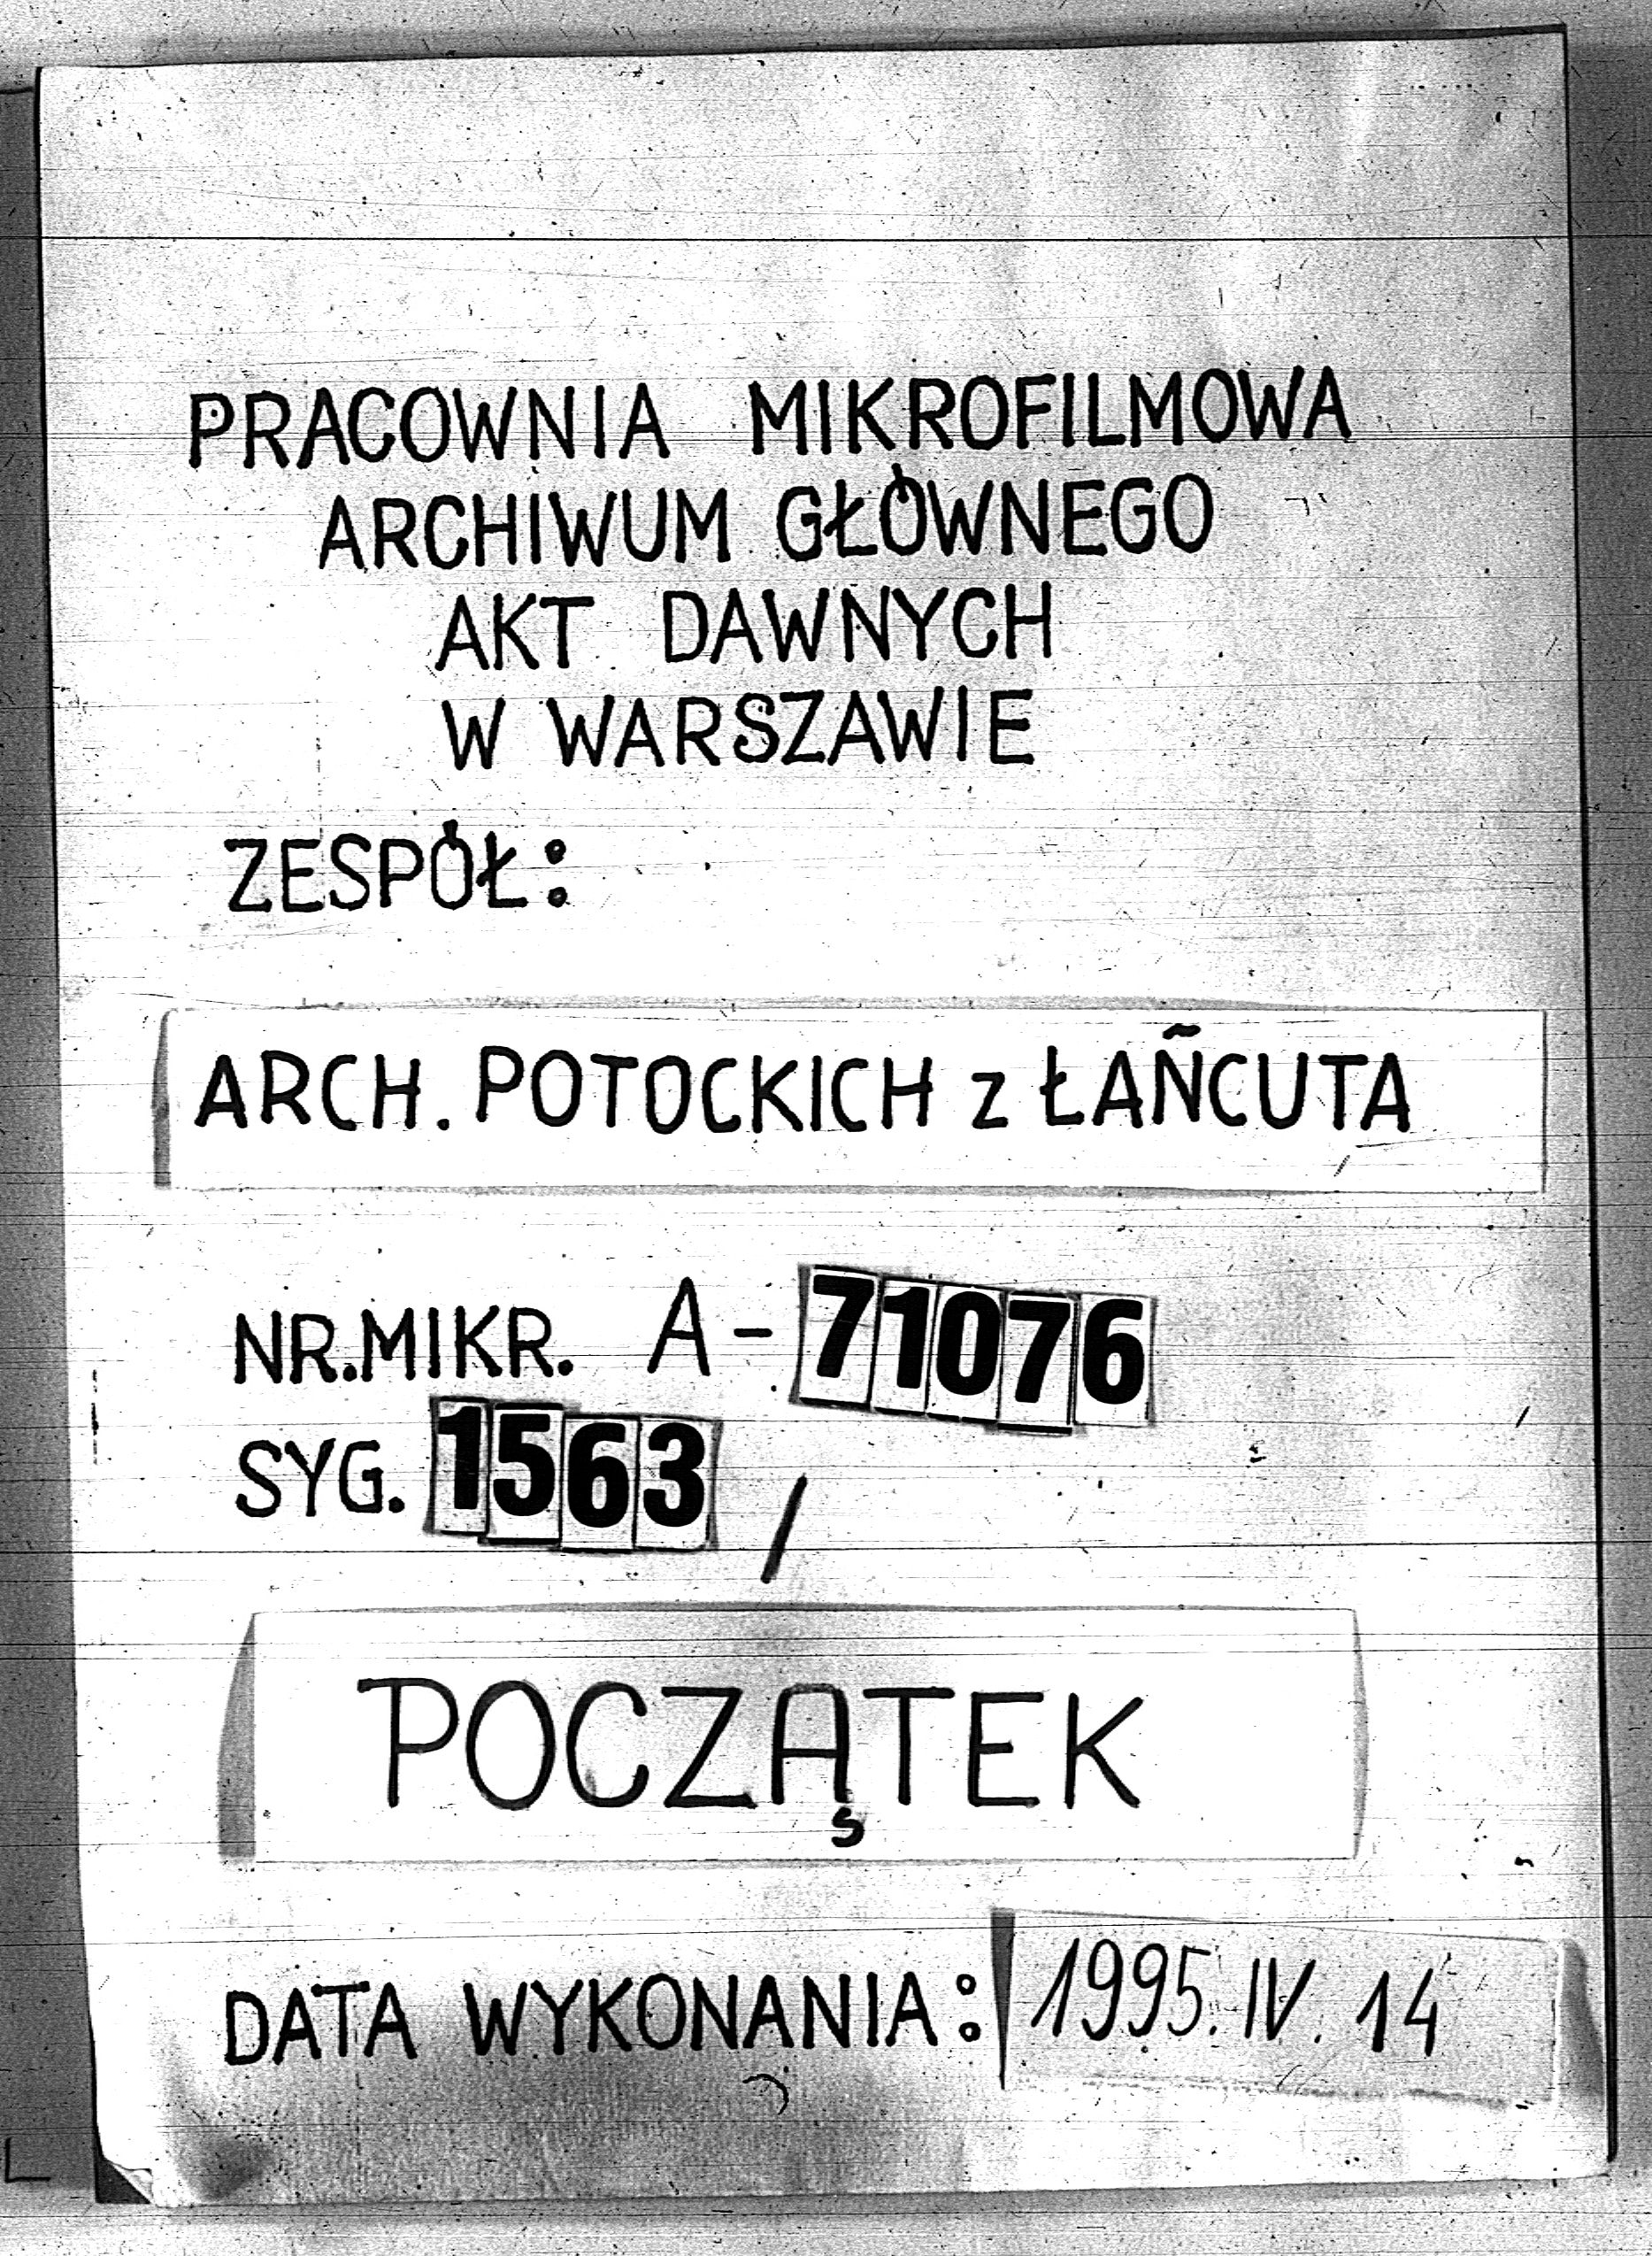 PRACOWNIA MIKROFILMOWA
ARCHIWUM GŁÓWNEGO
AKT DAWNYCH
W WARSZAWIE
ZESPÓŁ:
ARCH. POTOCKICH z ŁAŃCUTA
NR.MIKR. A-71076
SYG. 1563 /
POCZĄTEK
DATA WYKONANIA: 1995.IV.14